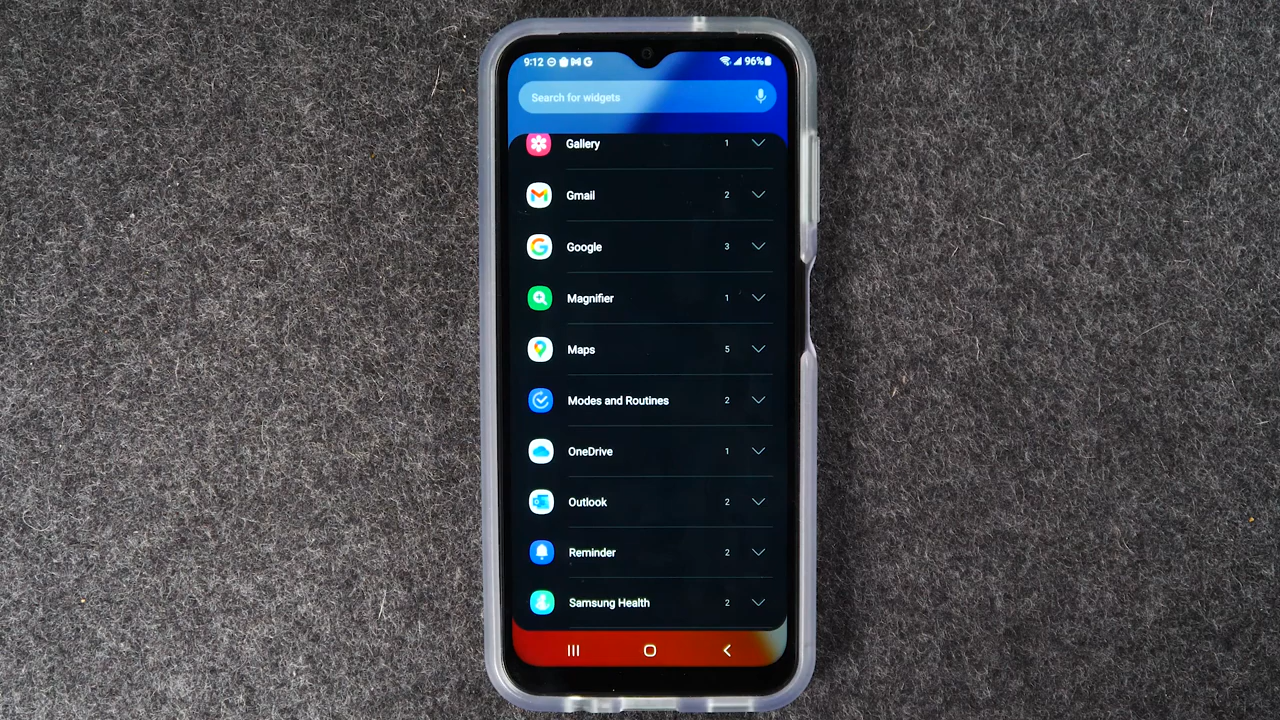 9:12 96%
Search for widgets
Gallery 1
Gmail 2
Google 3
Magnifier 1
Maps 5
Modes and Routines 2
OneDrive 1
Outlook 2
Reminder 2
Samsung Health 2